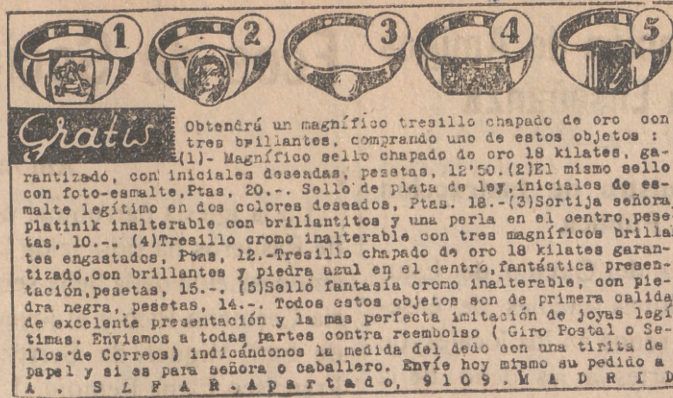 1 2 3 4 5
Gratis
Obtendrá un magnífico tresillo chapado de oro con
tres brillantes, comprando uno de estos objetos :
(1)- Magnífico sello chapado de oro 18 kilates, ga-
rantizado, con iniciales deseadas, pesetas, 12'50.(2)El mismo sello
con foto-esmalte,Ptas, 20.-. Sello de plata de ley,iniciales de es-
malte legítimo en dos colores deseados, Ptas. 18.-(3)Sortija señora,
platinik inalterable con brillantitos y una perla en el centro,pese-
tas, 10.-. (4)Tresillo cromo inalterable con tres magníficos brilla
tes engastados, Ptas, 12.-Tresillo chapado de oro 18 kilates garan-
tizado,con brillantes y piedra azul en el centro,fantástica presen-
tación,pesetas, 15.-. (5)Sello fantasía cromo inalterable, con pie-
dra negra, pesetas, 14.-. Todos estos objetos son de primera calida
de excelente presentación y la mas perfecta imitación de joyas legí
timas. Enviamos a todas partes contra reembolso ( Giro Postal o Se-
llos de Correos) indicándonos la medida del dedo con una tirita de
papel y si es para señora o caballero. Envíe hoy mismo su pedido a
A. SLFAR.Apartado, 9109.MADRID